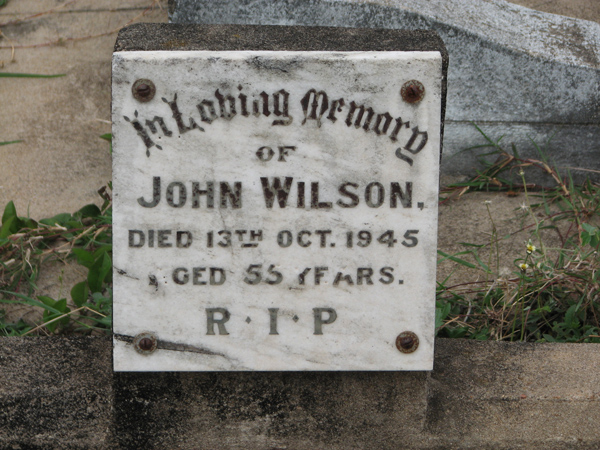 In Loving Memory
OF
JOHN WILSON,
DIED 13TH OCT. 1945
AGED 55 YEARS.
R · I · P